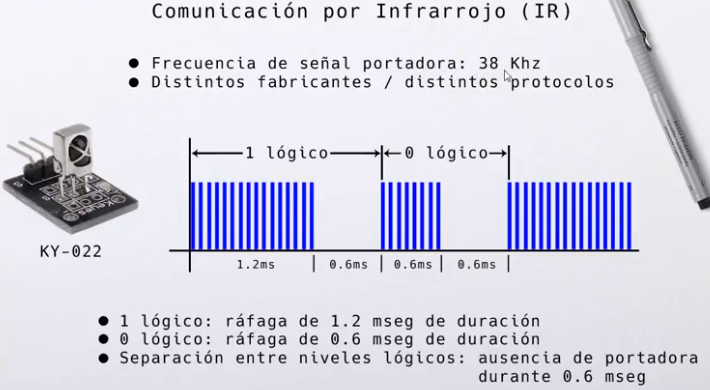 Comunicación por Infrarrojo (IR)
● Frecuencia de señal portadora: 38 Khz
● Distintos fabricantes / distintos protocolos
1 lógico
0 lógico
KY-022
1.2ms | 0.6ms | 0.6ms | 0.6ms |
● 1 lógico: ráfaga de 1.2 mseg de duración
● 0 lógico: ráfaga de 0.6 mseg de duración
● Separación entre niveles lógicos: ausencia de portadora
durante 0.6 mseg